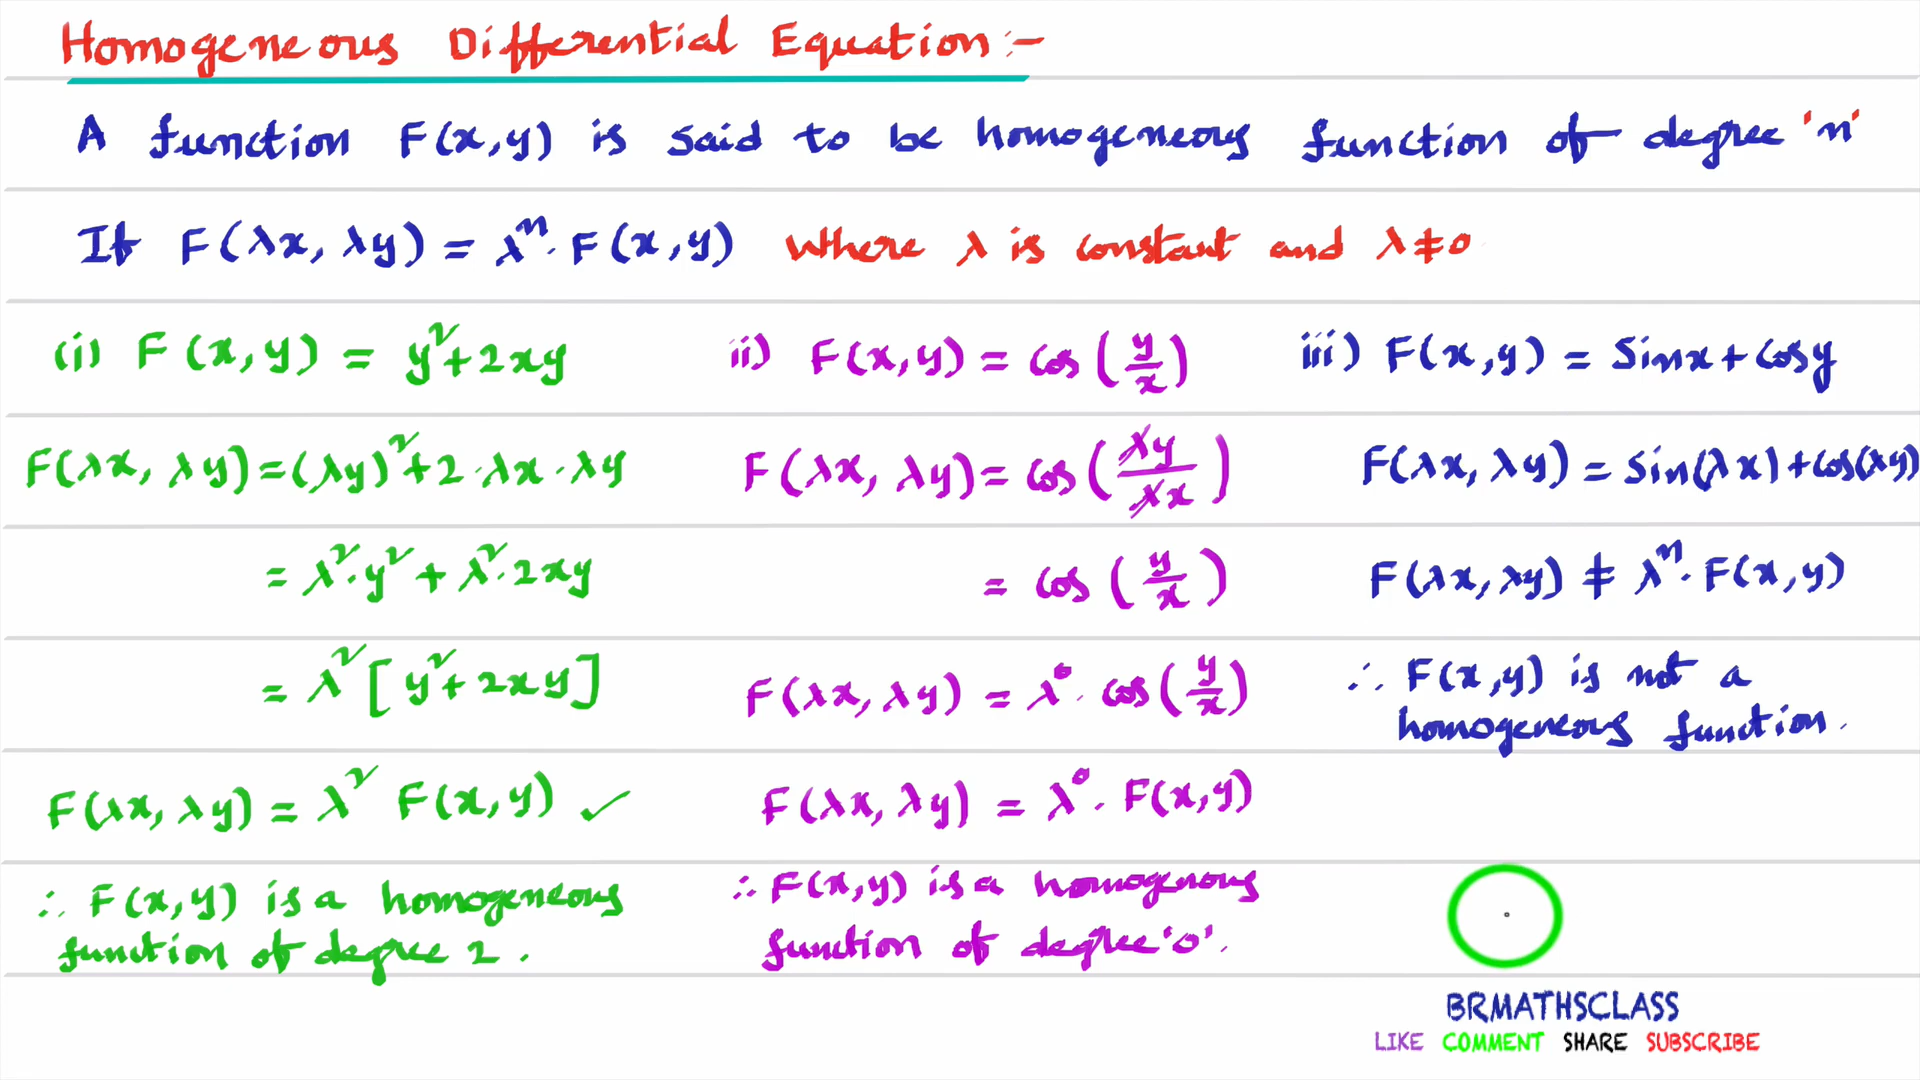 Homogeneous Differential Equation :-
A function F(x,y) is said to be homogeneous function of degree 'n'
If F(λx, λy) = λⁿ· F(x,y) where λ is constant and λ≠0
(i) F(x,y) = y²+2xy
F(λx, λy)=(λy)²+2·λx·λy
= λ²·y² + λ²·2xy
= λ² [y²+2xy]
F(λx, λy) = λ² F(x,y) ✓
∴ F(x,y) is a homogeneous
function of degree 2.
ii) F(x,y) = cos (y/x)
F(λx, λy)= cos (λy/λx)
= cos (y/x)
F(λx, λy) = λ⁰· cos(y/x)
F(λx, λy) = λ⁰· F(x,y)
∴ F(x,y) is a homogenous
function of degree '0'.
iii) F(x,y) = Sinx + Cosy
F(λx, λy) = Sin(λx)+Cos(λy)
F(λx, λy) ≠ λⁿ· F(x,y)
∴ F(x,y) is not a
homogeneous function.
BRMATHSCLASS
LIKE COMMENT SHARE SUBSCRIBE